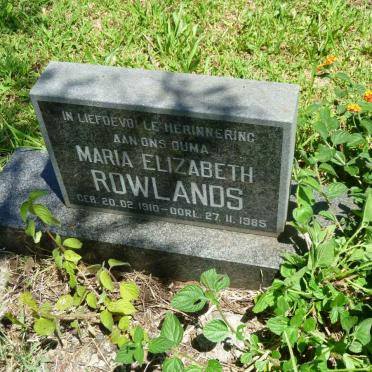 IN LIEFDEVOLLE HERINNERING
AAN ONS OUMA
MARIA ELIZABETH
ROWLANDS
GEB. 20.02.1910 - OORL. 27.11.1985